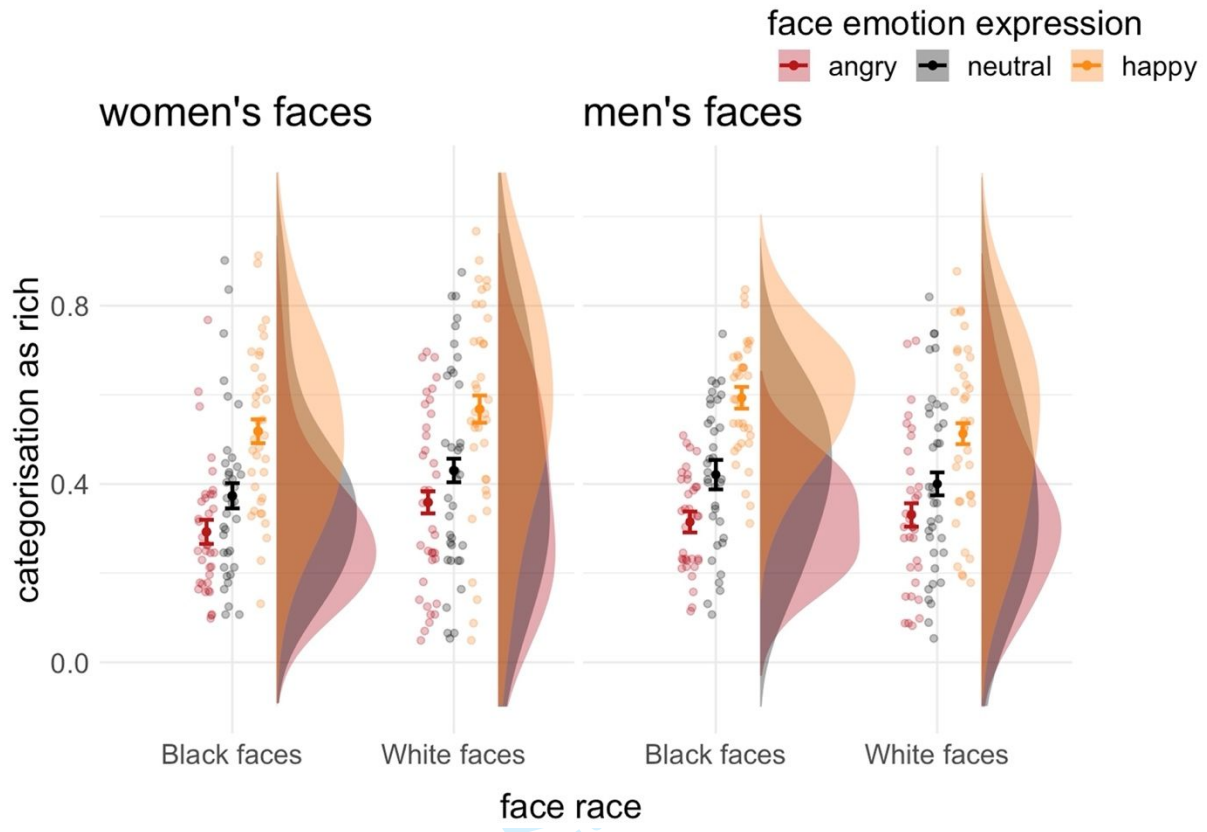 face emotion expression
angry neutral happy
women's faces men's faces
categorisation as rich
0.8
0.4
0.0
Black faces White faces Black faces White faces
face race